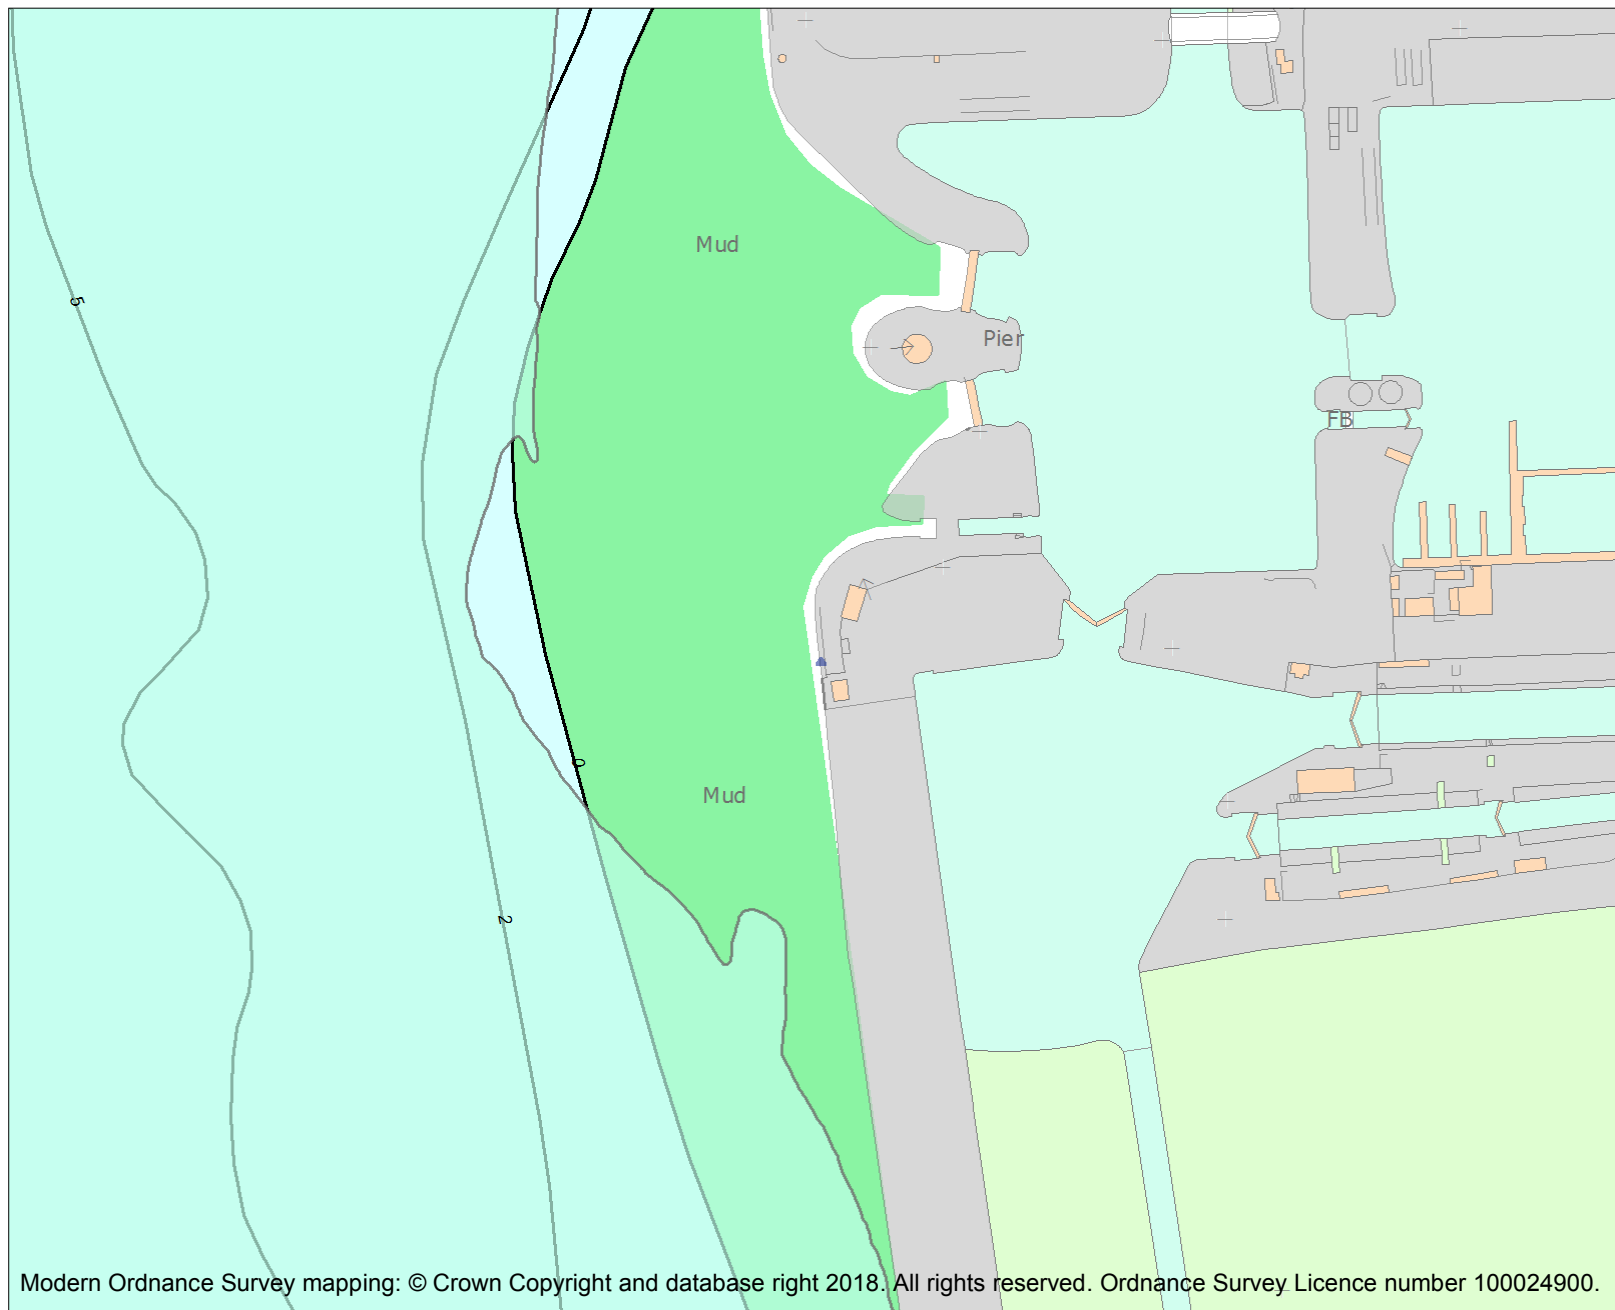 Mud
5
Pier
FB
0
Mud
2
Modern Ordnance Survey mapping: © Crown Copyright and database right 2018. All rights reserved. Ordnance Survey Licence number 100024900.